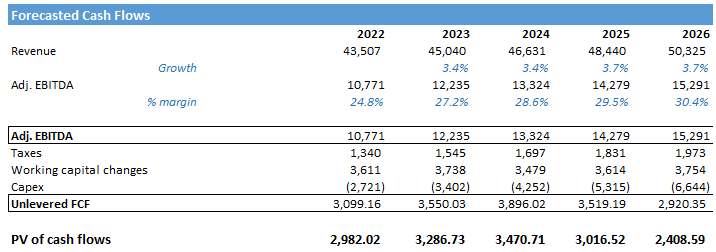 Forecasted Cash Flows
2022 2023 2024 2025 2026
Revenue 43,507 45,040 46,631 48,440 50,325
Growth 3.4% 3.4% 3.7% 3.7%
Adj. EBITDA 10,771 12,235 13,324 14,279 15,291
% margin 24.8% 27.2% 28.6% 29.5% 30.4%
Adj. EBITDA 10,771 12,235 13,324 14,279 15,291
Taxes 1,340 1,545 1,697 1,831 1,973
Working capital changes 3,611 3,738 3,479 3,614 3,754
Capex (2,721) (3,402) (4,252) (5,315) (6,644)
Unlevered FCF 3,099.16 3,550.03 3,896.02 3,519.19 2,920.35
PV of cash flows 2,982.02 3,286.73 3,470.71 3,016.52 2,408.59